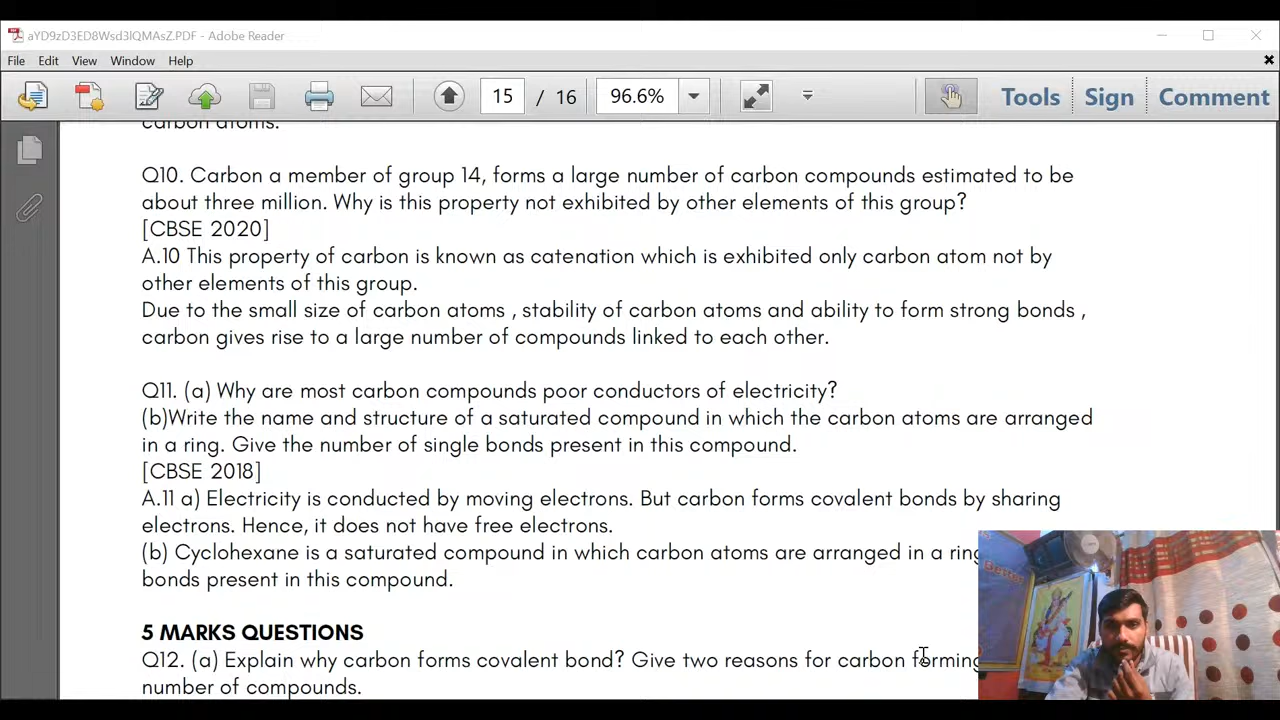 aYD9zD3ED8Wsd3lQMAsZ.PDF - Adobe Reader
File Edit View Window Help
15 / 16 96.6% Tools Sign Comment
carbon atoms.
Q10. Carbon a member of group 14, forms a large number of carbon compounds estimated to be
about three million. Why is this property not exhibited by other elements of this group?
[CBSE 2020]
A.10 This property of carbon is known as catenation which is exhibited only carbon atom not by
other elements of this group.
Due to the small size of carbon atoms , stability of carbon atoms and ability to form strong bonds ,
carbon gives rise to a large number of compounds linked to each other.
Q11. (a) Why are most carbon compounds poor conductors of electricity?
(b)Write the name and structure of a saturated compound in which the carbon atoms are arranged
in a ring. Give the number of single bonds present in this compound.
[CBSE 2018]
A.11 a) Electricity is conducted by moving electrons. But carbon forms covalent bonds by sharing
electrons. Hence, it does not have free electrons.
(b) Cyclohexane is a saturated compound in which carbon atoms are arranged in a ring
bonds present in this compound.
Better
5 MARKS QUESTIONS
Q12. (a) Explain why carbon forms covalent bond? Give two reasons for carbon forming
number of compounds.